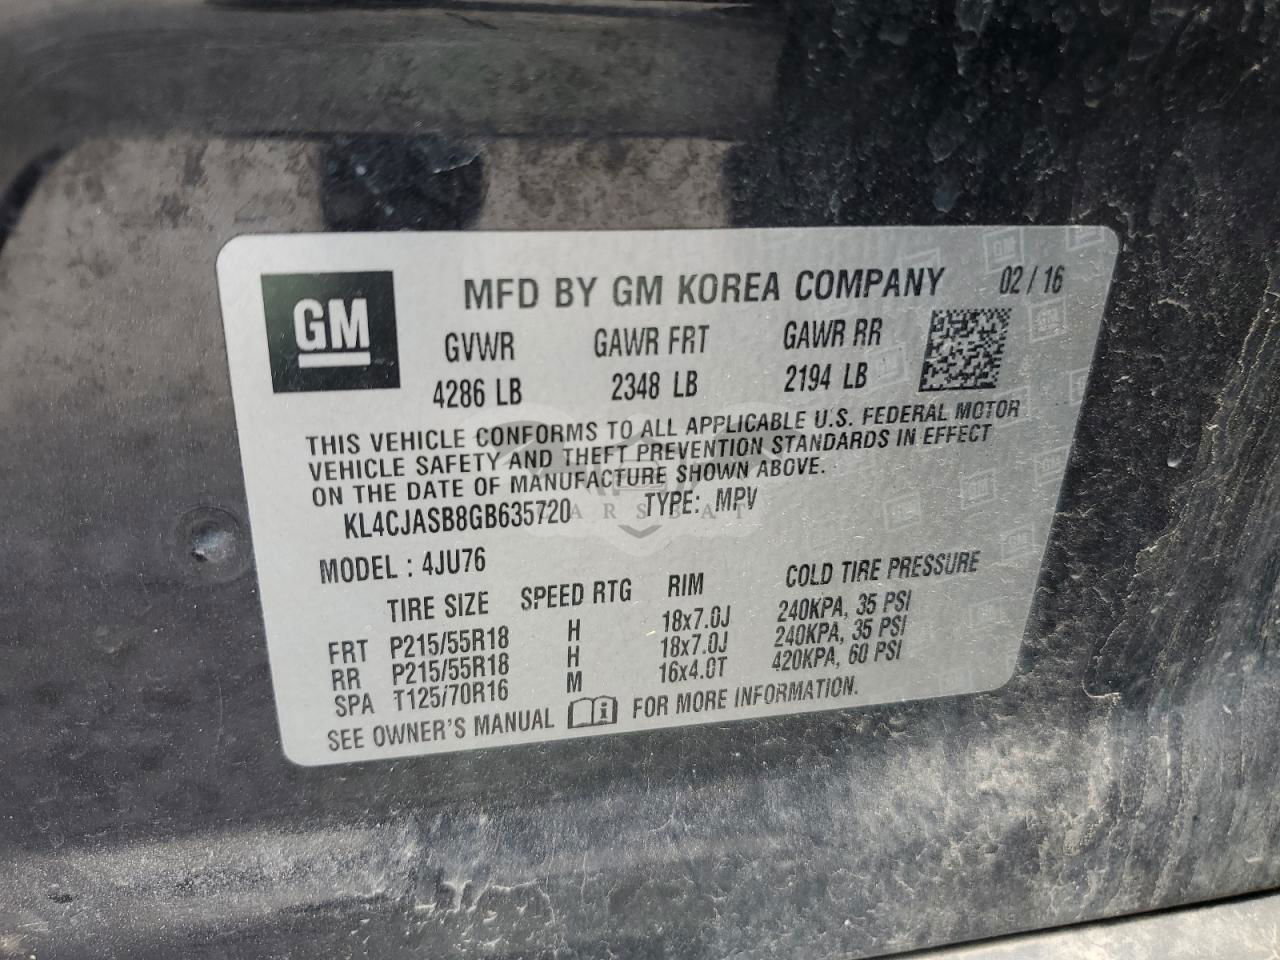 GM
MFD BY GM KOREA COMPANY 02/16
GVWR GAWR FRT GAWR RR
4286 LB 2348 LB 2194 LB
THIS VEHICLE CONFORMS TO ALL APPLICABLE U.S. FEDERAL MOTOR
VEHICLE SAFETY AND THEFT PREVENTION STANDARDS IN EFFECT
ON THE DATE OF MANUFACTURE SHOWN ABOVE.
KL4CJASB8GB635720 TYPE: MPV
MODEL : 4JU76
TIRE SIZE SPEED RTG RIM COLD TIRE PRESSURE
FRT P215/55R18 H 18x7.0J 240KPA, 35 PSI
RR P215/55R18 H 18x7.0J 240KPA, 35 PSI
SPA T125/70R16 M 16x4.0T 420KPA, 60 PSI
SEE OWNER'S MANUAL FOR MORE INFORMATION.